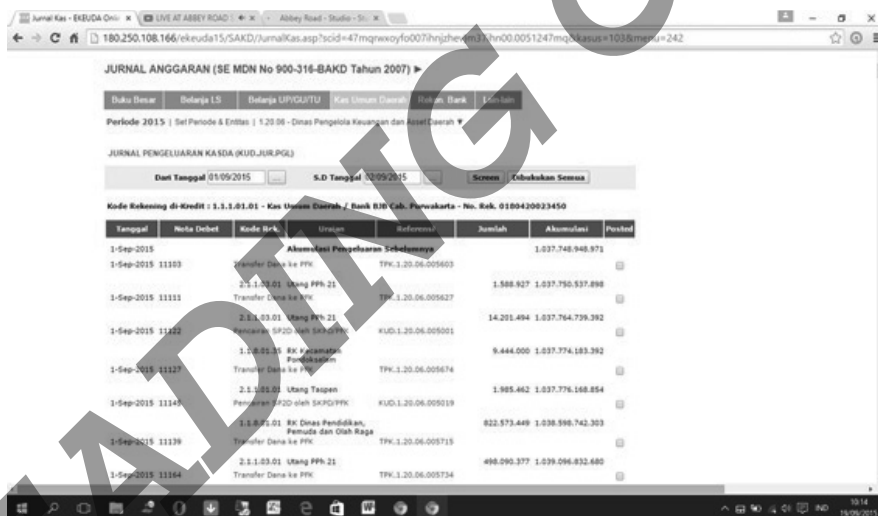 Jurnal Kas - EKEUDA Onli
LIVE AT ABBEY ROAD
Abbey Road - Studio - St
180.250.108.166/ekeuda15/SAKD/JurnalKas.asp?scid=
kasus=103&menu=242
JURNAL ANGGARAN (SE MDN No 900-316-BAKD Tahun 2007)
Buku Besar Belanja LS Belanja UP/GU/TU Kas Umum Daerah Rekon. Bank Lain-lain
Periode 2015 | Set Periode & Entitas | 1.20.06 - Dinas Pengelola Keuangan dan Asset Daerah
JURNAL PENGELUARAN KASDA (KUD.JUR.PGL)
Dari Tanggal 01/09/2015 ... S.D Tanggal 02/09/2015 ... Screen Dibukukan Semua
Kode Rekening di-Kredit : 1.1.1.01.01 - Kas Umum Daerah / Bank BJB Cab. Purwakarta - No. Rek. 0100420023450
Tanggal Nota Debet Kode Rek. Uraian Referensi Jumlah Akumulasi Posted
1-Sep-2015 Akumulasi Pengeluaran Sebelumnya 1.037.748.948.971
1-Sep-2015 11103 Transfer Dana ke PFK TPK.1.20.06.005603
2.1.1.03.01 Utang PPh 21 1.588.927 1.037.750.537.898
1-Sep-2015 11111 Transfer Dana ke PFK TPK.1.20.06.005627
2.1.1.03.01 Utang PPh 21 14.201.494 1.037.764.739.392
1-Sep-2015 11122 Pencairan SP2D oleh SKPD/PPK KUD.1.20.06.005001
1.1.8.01.35 RK Kecamatan Pondoksalam 9.444.000 1.037.774.183.392
1-Sep-2015 11127 Transfer Dana ke PFK TPK.1.20.06.005674
2.1.1.01.01 Utang Taspen 1.985.462 1.037.776.168.854
1-Sep-2015 11145 Pencairan SP2D oleh SKPD/PPK KUD.1.20.06.005019
1.1.8.01.01 RK Dinas Pendidikan, Pemuda dan Olah Raga 822.573.449 1.038.598.742.303
1-Sep-2015 11139 Transfer Dana ke PFK TPK.1.20.06.005715
2.1.1.03.01 Utang PPh 21 498.090.377 1.039.096.832.680
1-Sep-2015 11164 Transfer Dana ke PFK TPK.1.20.06.005734
IND
10:14
19/09/2015
ADING